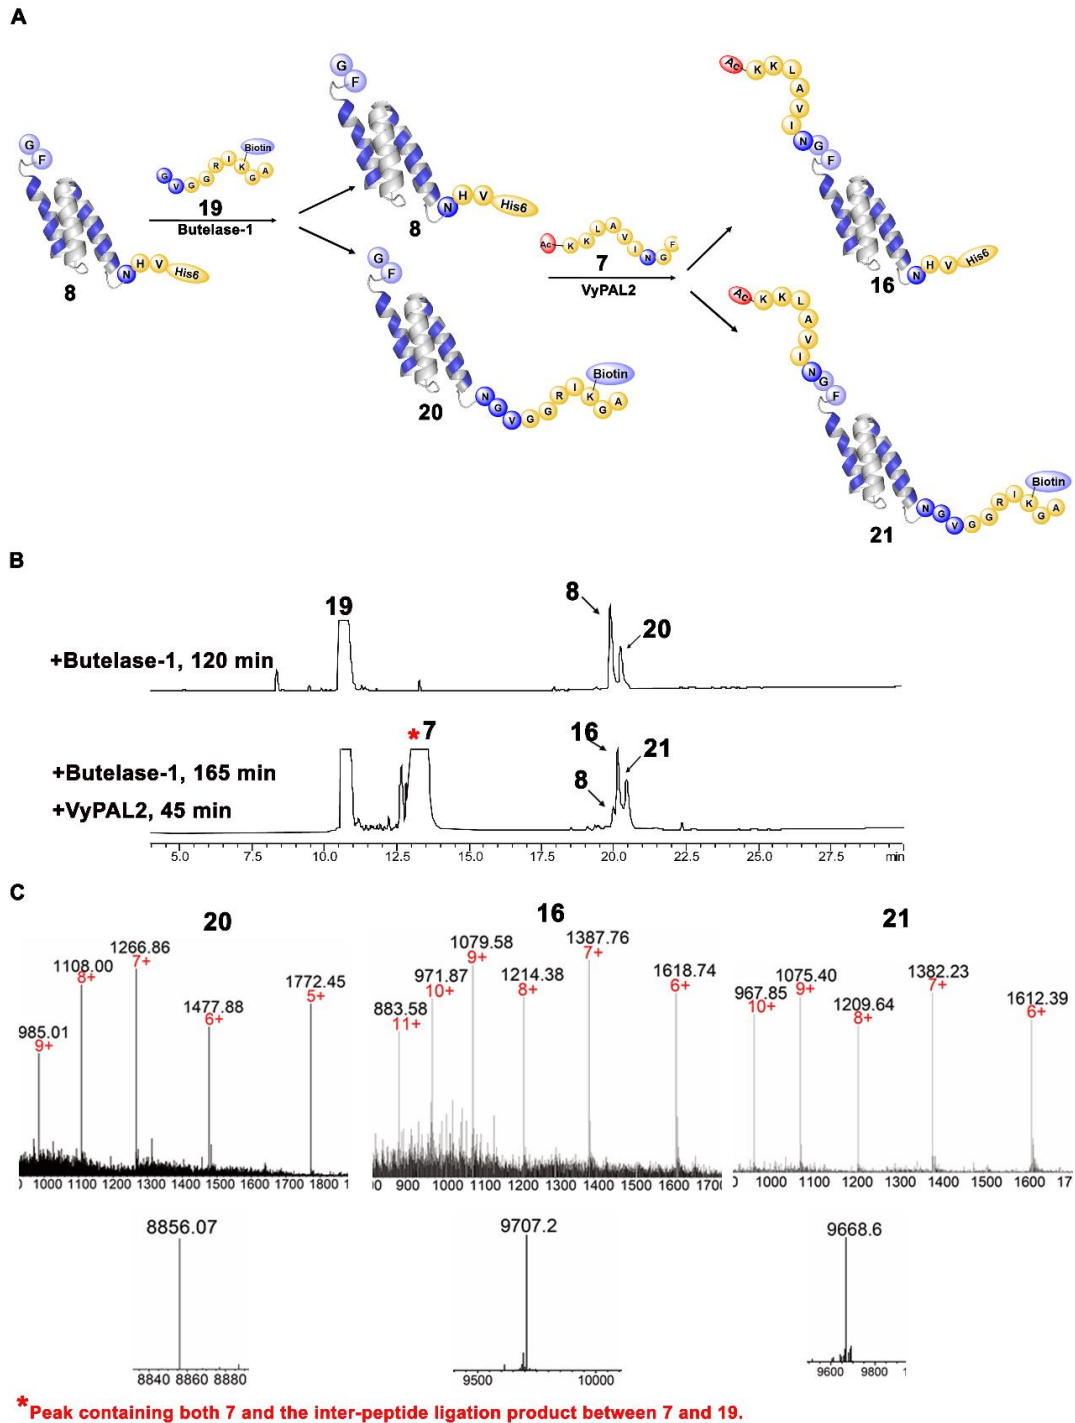 A
G
F
N
H
V
His6
8
G
V
G
G
R
I
K
G
A
Biotin
19
Butelase-1
G
F
N
H
V
His6
8
G
F
N
G
V
G
G
R
I
K
G
A
Biotin
20
Ac
K
K
L
A
V
I
N
G
F
7
VyPAL2
Ac
K
K
L
A
V
I
N
G
F
N
H
V
His6
16
Ac
K
K
L
A
V
I
N
G
F
N
G
V
G
G
R
I
K
G
A
Biotin
21
B
+Butelase-1, 120 min
19
8
20
+Butelase-1, 165 min
+VyPAL2, 45 min
*7
16
21
8
5.0 7.5 10.0 12.5 15.0 17.5 20.0 22.5 25.0 27.5 min
C
20
985.01
9+
1108.00
8+
1266.86
7+
1477.88
6+
1772.45
5+
0 1000 1100 1200 1300 1400 1500 1600 1700 1800 1
8856.07
8840 8860 8880
16
883.58
11+
971.87
10+
1079.58
9+
1214.38
8+
1387.76
7+
1618.74
6+
0 900 1000 1100 1200 1300 1400 1500 1600 170
9707.2
9500 10000
21
967.85
10+
1075.40
9+
1209.64
8+
1382.23
7+
1612.39
6+
0 1000 1100 1200 1300 1400 1500 1600 17
9668.6
9600 9800 1
*Peak containing both 7 and the inter-peptide ligation product between 7 and 19.